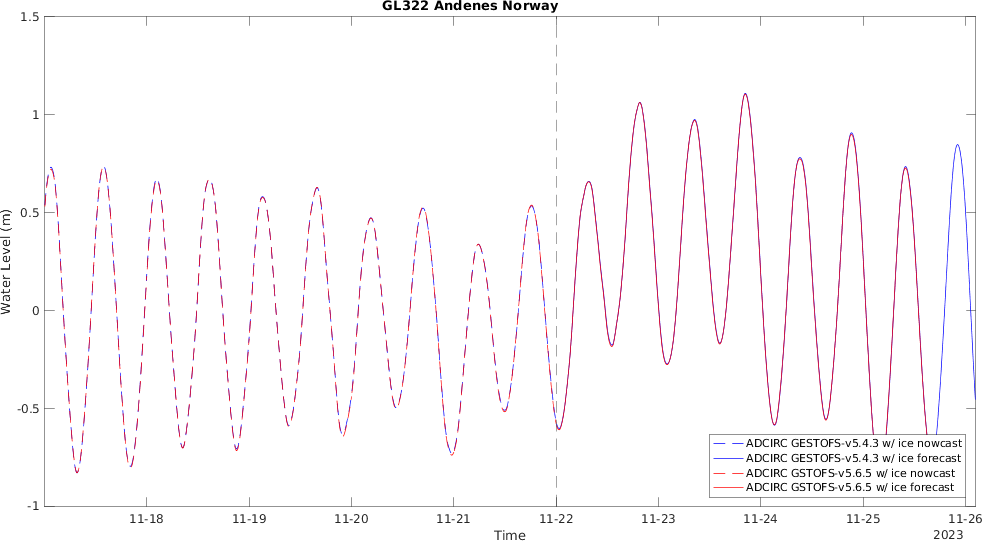 GL322 Andenes Norway
1.5
1
0.5
0
-0.5
-1
Water Level (m)
11-18 11-19 11-20 11-21 11-22 11-23 11-24 11-25 11-26
Time
2023
ADCIRC GESTOFS-v5.4.3 w/ ice nowcast
ADCIRC GESTOFS-v5.4.3 w/ ice forecast
ADCIRC GSTOFS-v5.6.5 w/ ice nowcast
ADCIRC GSTOFS-v5.6.5 w/ ice forecast